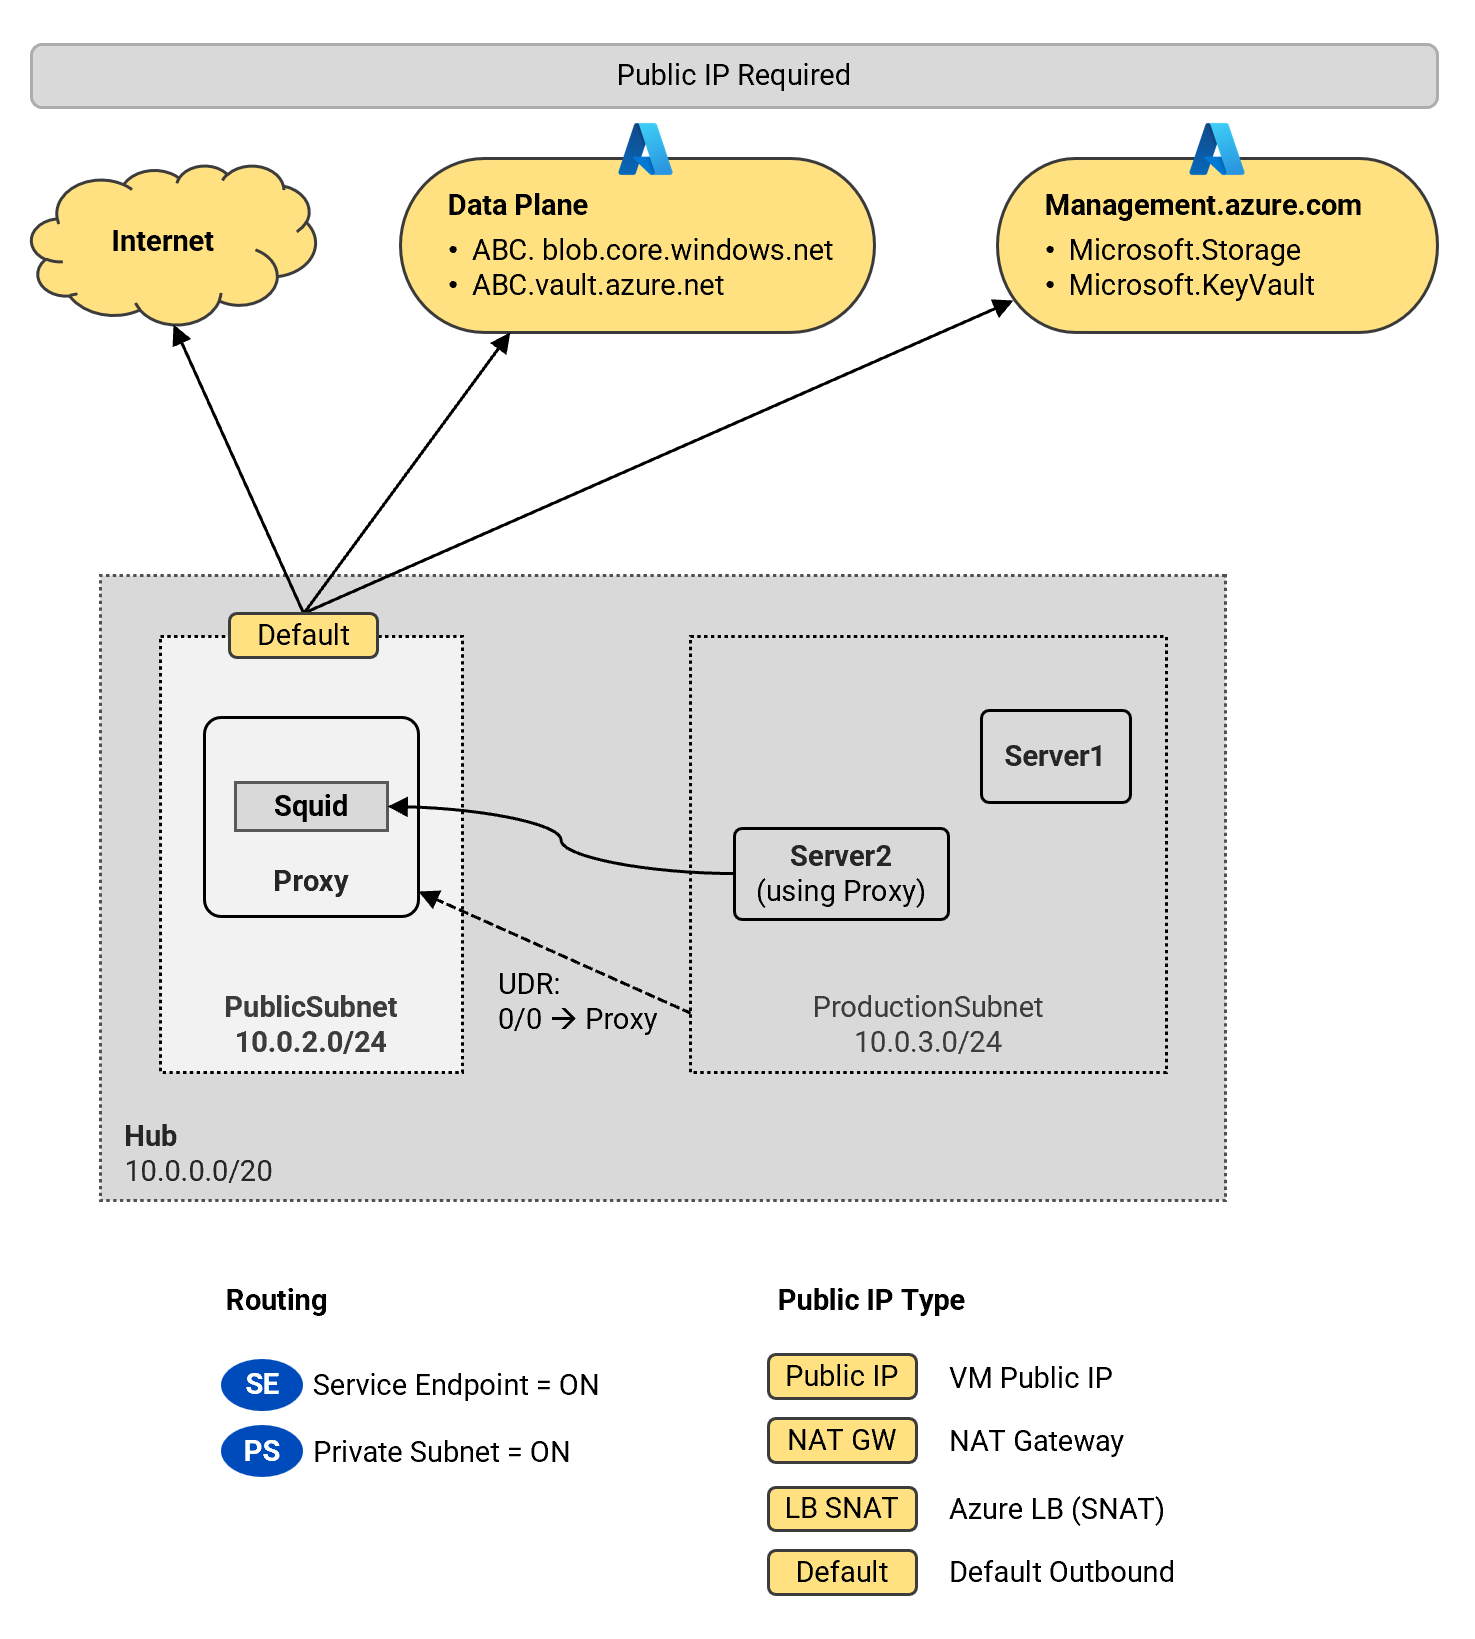 Public IP Required
Internet
Data Plane
• ABC. blob.core.windows.net
• ABC.vault.azure.net
Management.azure.com
• Microsoft.Storage
• Microsoft.KeyVault
Default
Squid
Proxy
PublicSubnet
10.0.2.0/24
Server1
Server2
(using Proxy)
UDR:
0/0 → Proxy
ProductionSubnet
10.0.3.0/24
Hub
10.0.0.0/20
Routing
SE Service Endpoint = ON
PS Private Subnet = ON
Public IP Type
Public IP VM Public IP
NAT GW NAT Gateway
LB SNAT Azure LB (SNAT)
Default Default Outbound